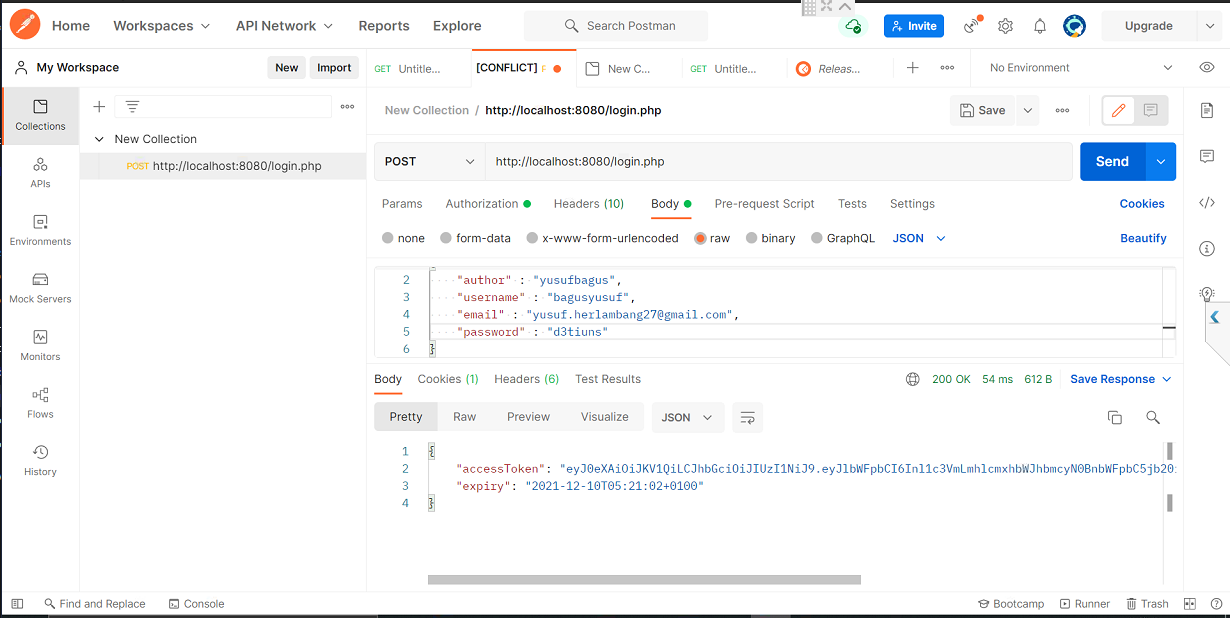 Home Workspaces API Network Reports Explore Search Postman Invite Upgrade
My Workspace New Import GET Untitle... [CONFLICT] New C... GET Untitle... Releas... No Environment
Collections
APIs
Environments
Mock Servers
Monitors
Flows
History
New Collection
POST http://localhost:8080/login.php
New Collection / http://localhost:8080/login.php Save
POST http://localhost:8080/login.php Send
Params Authorization Headers (10) Body Pre-request Script Tests Settings Cookies
none form-data x-www-form-urlencoded raw binary GraphQL JSON Beautify
2 "author" : "yusufbagus",
3 "username" : "bagusyusuf",
4 "email" : "yusuf.herlambang27@gmail.com",
5 "password" : "d3tiuns"
6 }
Body Cookies (1) Headers (6) Test Results 200 OK 54 ms 612 B Save Response
Pretty Raw Preview Visualize JSON
1 {
2 "accessToken": "eyJ0eXAiOiJKV1QiLCJhbGciOiJIUzI1NiJ9.eyJlbWFpbCI6Inl1c3VmLmhlcmxhbWJhbmcyN0BnbWFpbC5jb20i
3 "expiry": "2021-12-10T05:21:02+0100"
4 }
Find and Replace Console Bootcamp Runner Trash